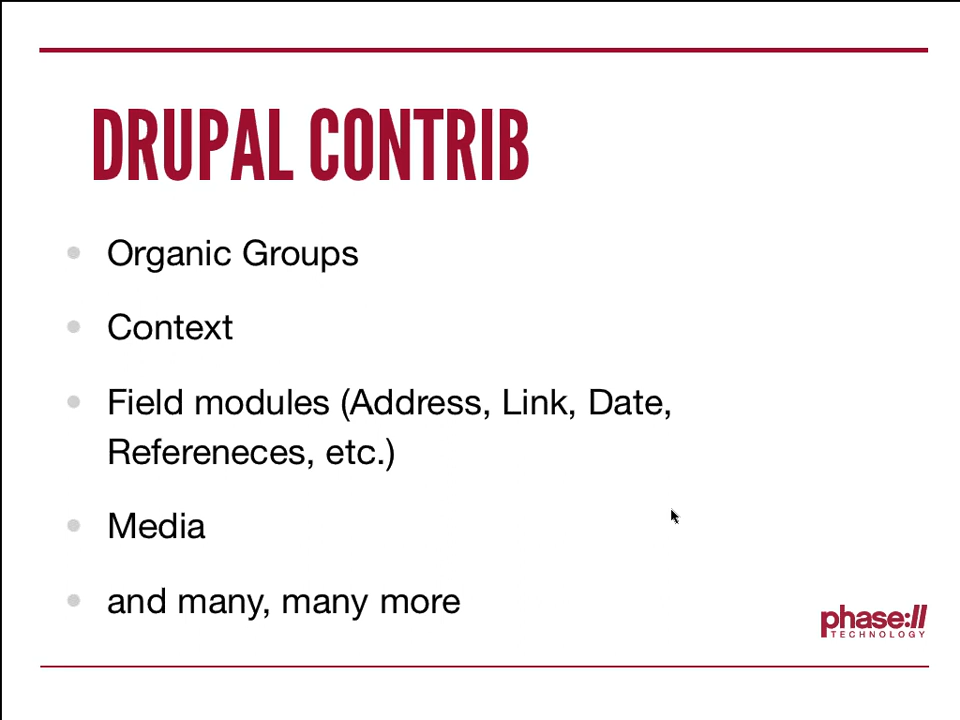 DRUPAL CONTRIB
Organic Groups
Context
Field modules (Address, Link, Date,
Refereneces, etc.)
Media
and many, many more
phase:ll
TECHNOLOGY